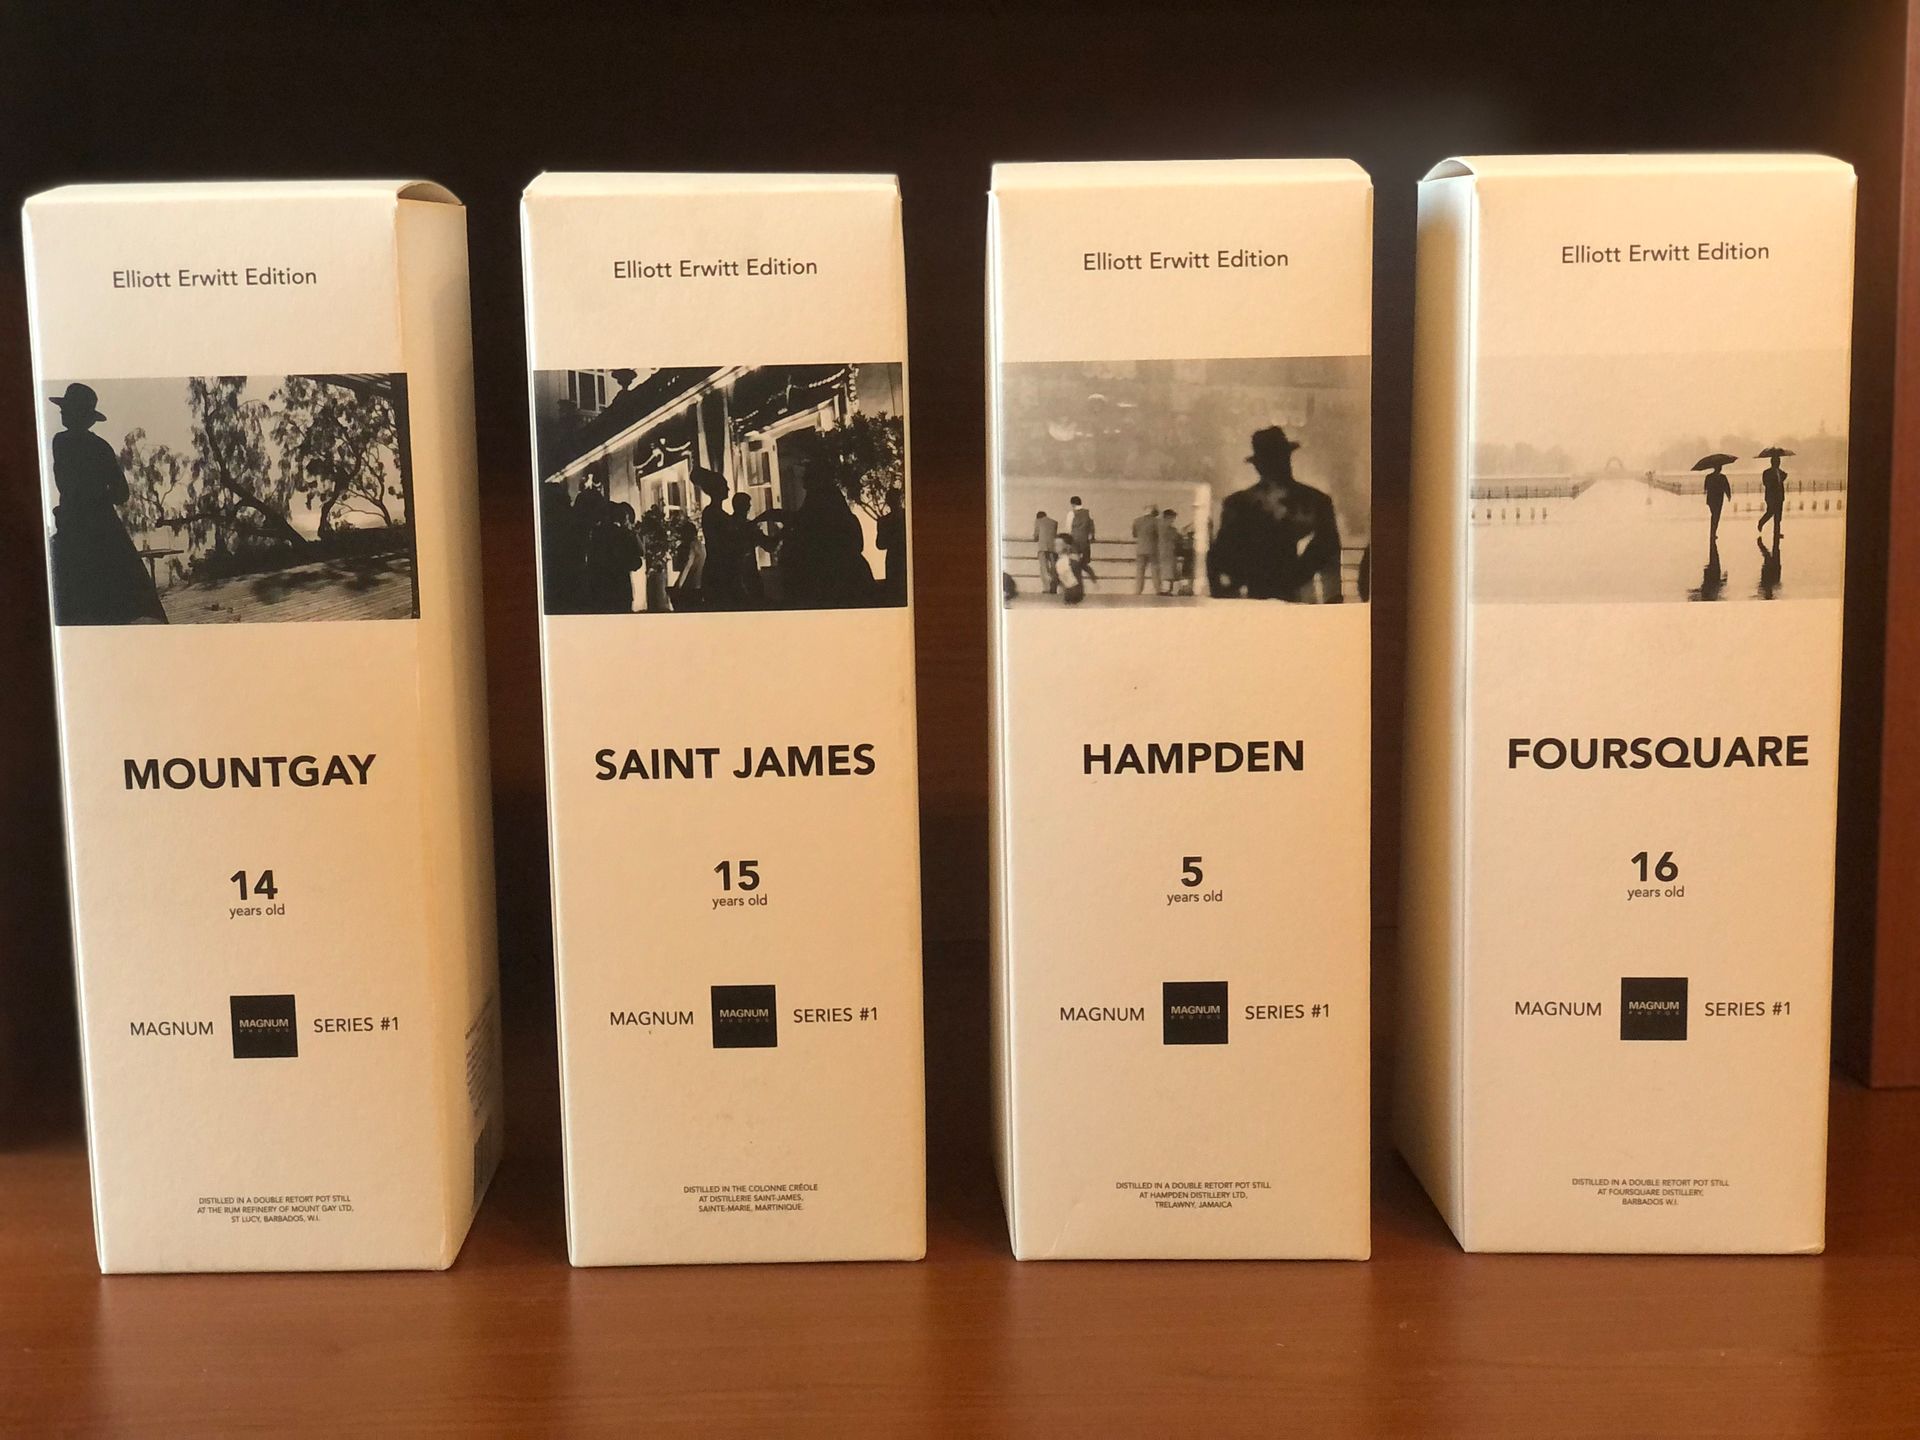 Elliott Erwitt Edition
MOUNTGAY
14
years old
MAGNUM
MAGNUM
PHOTOS
SERIES #1
DISTILLED IN A DOUBLE RETORT POT STILL
AT THE RUM REFINERY OF MOUNT GAY LTD,
ST LUCY, BARBADOS, W.I.
Elliott Erwitt Edition
SAINT JAMES
15
years old
MAGNUM
MAGNUM
PHOTOS
SERIES #1
DISTILLED IN THE COLONNE CRÉOLE
AT DISTILLERIE SAINT-JAMES,
SAINTE-MARIE, MARTINIQUE.
Elliott Erwitt Edition
HAMPDEN
5
years old
MAGNUM
MAGNUM
PHOTOS
SERIES #1
DISTILLED IN A DOUBLE RETORT POT STILL
AT HAMPDEN DISTILLERY LTD,
TRELAWNY, JAMAICA
Elliott Erwitt Edition
FOURSQUARE
16
years old
MAGNUM
MAGNUM
PHOTOS
SERIES #1
DISTILLED IN A DOUBLE RETORT POT STILL
AT FOURSQUARE DISTILLERY,
BARBADOS W.I.